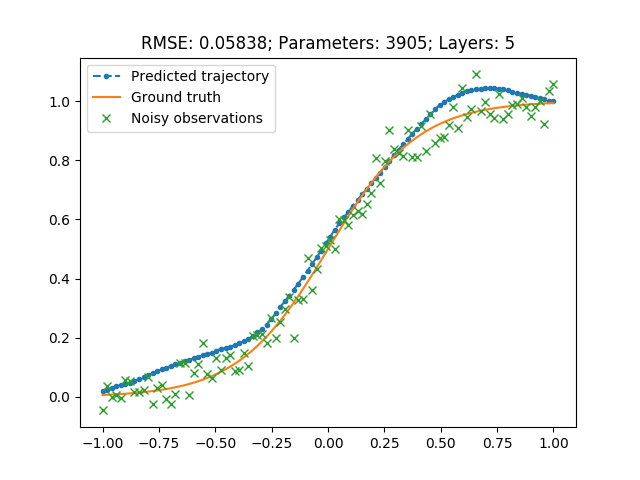 RMSE: 0.05838; Parameters: 3905; Layers: 5
Predicted trajectory
Ground truth
Noisy observations
1.0
0.8
0.6
0.4
0.2
0.0
−1.00 −0.75 −0.50 −0.25 0.00 0.25 0.50 0.75 1.00